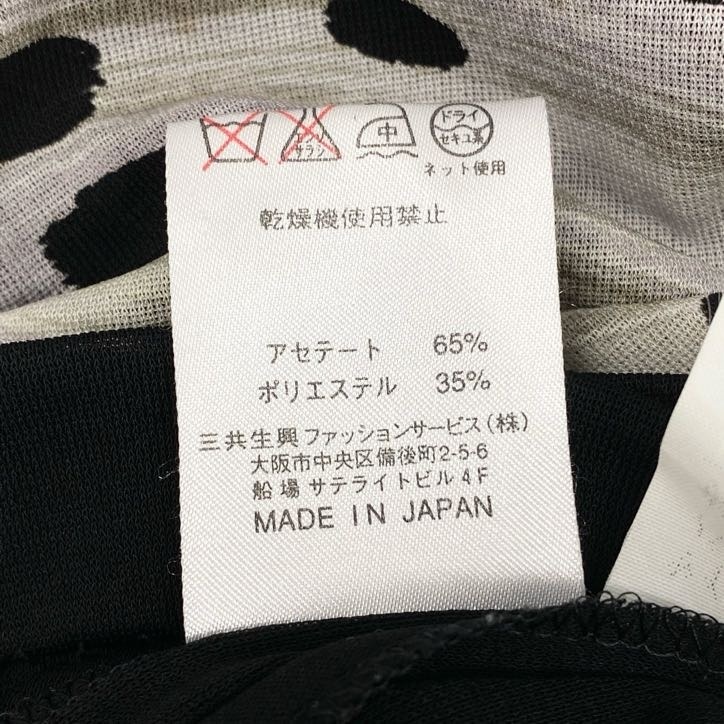 エンソ
サラシ
中
ドライ
セキユ系
ネット使用
乾燥機使用禁止
アセテート 65%
ポリエステル 35%
三共生興ファッションサービス(株)
大阪市中央区備後町2-5-6
船場 サテライトビル 4F
MADE IN JAPAN